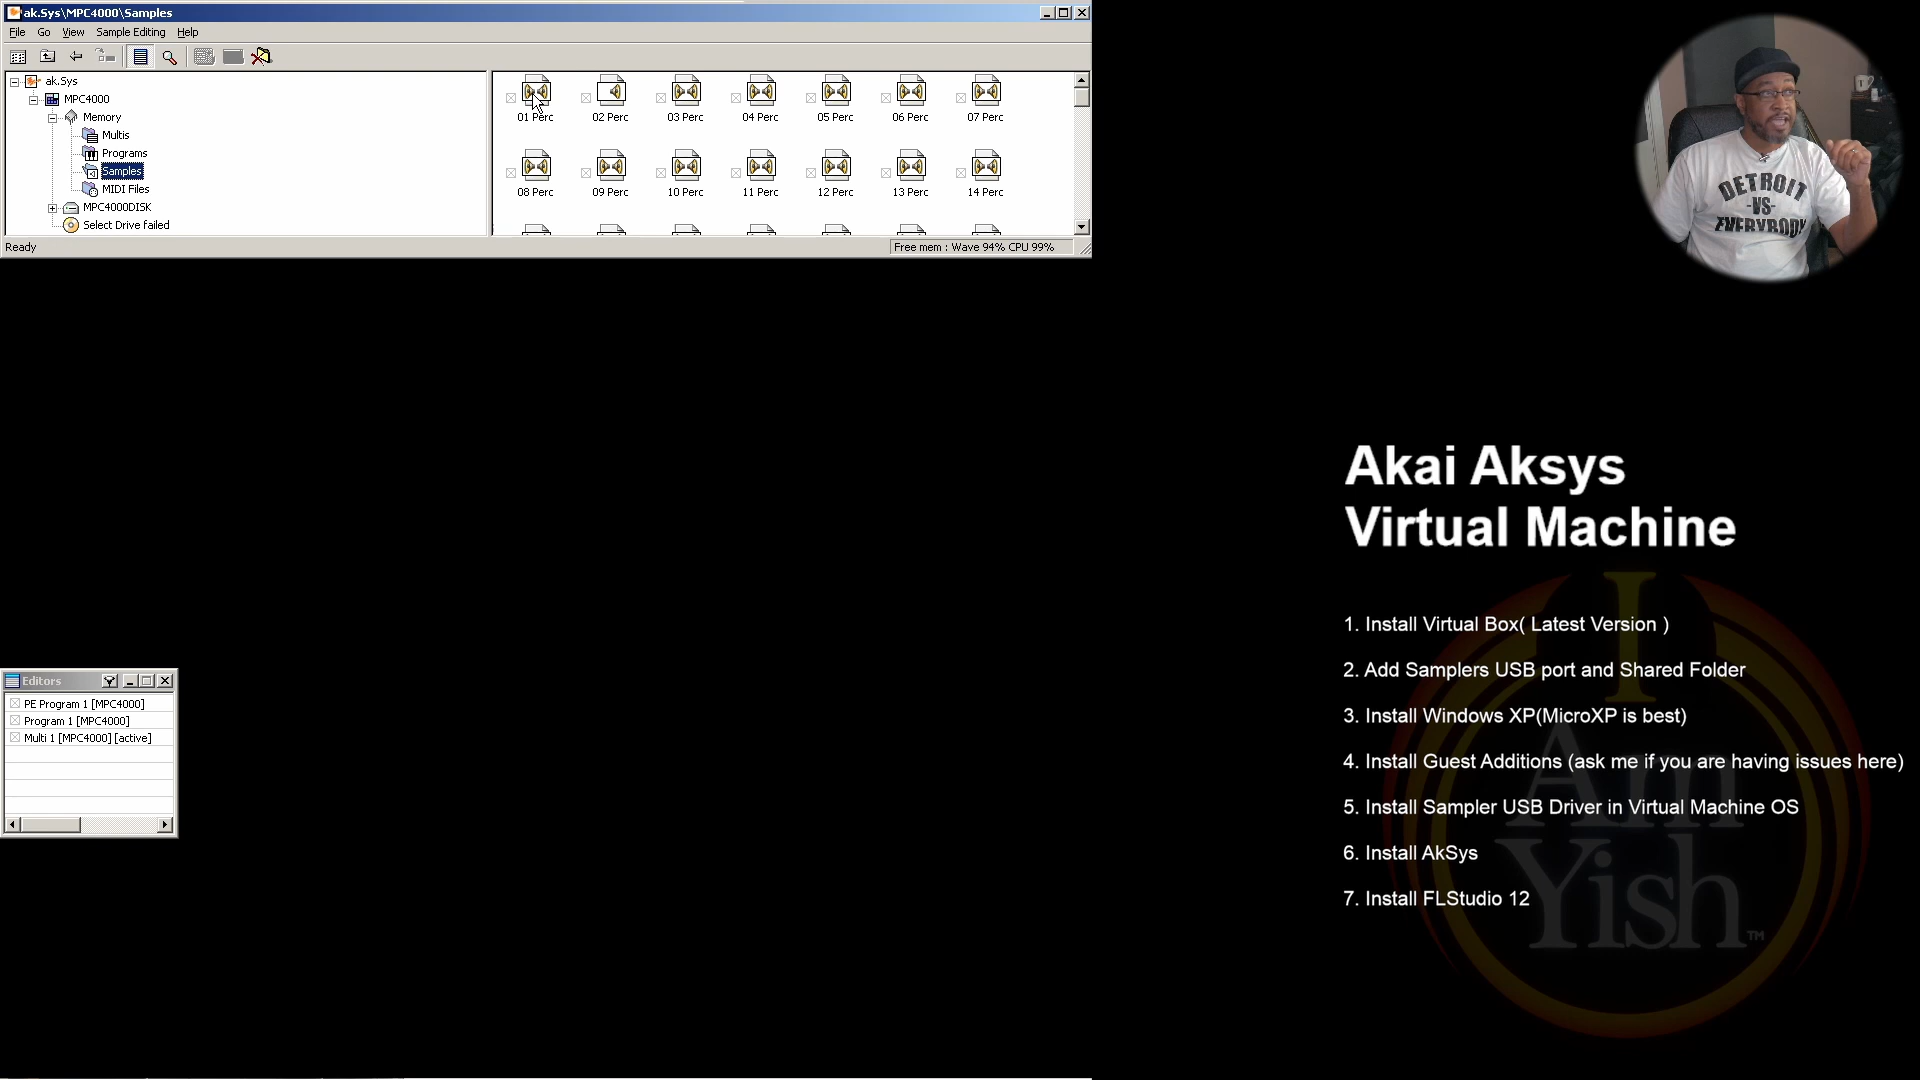 ak.Sys\MPC4000\Samples
File Go View Sample Editing Help
ak.Sys
MPC4000
Memory
Multis
Programs
Samples
MIDI Files
MPC4000DISK
Select Drive failed
01 Perc 02 Perc 03 Perc 04 Perc 05 Perc 06 Perc 07 Perc
08 Perc 09 Perc 10 Perc 11 Perc 12 Perc 13 Perc 14 Perc
Ready
Free mem : Wave 94% CPU 99%
DETROIT
-VS-
EVERYBODY
Editors
PE Program 1 [MPC4000]
Program 1 [MPC4000]
Multi 1 [MPC4000] [active]
Akai Aksys
Virtual Machine
1. Install Virtual Box( Latest Version )
2. Add Samplers USB port and Shared Folder
3. Install Windows XP(MicroXP is best)
4. Install Guest Additions (ask me if you are having issues here)
5. Install Sampler USB Driver in Virtual Machine OS
6. Install AkSys
7. Install FLStudio 12
I
Am
Yish™